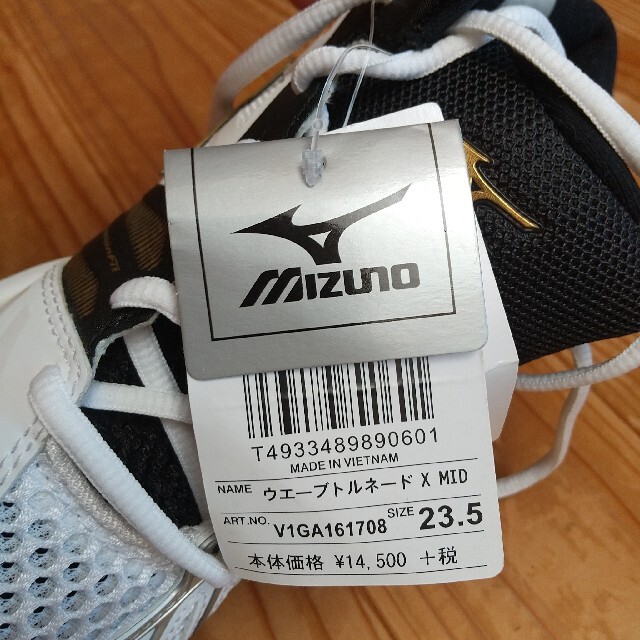 MIZUNO
T4933489890601
MADE IN VIETNAM
NAME ウエーブトルネード X MID
ART.NO. V1GA161708 SIZE 23.5
本体価格 ¥14,500 +税